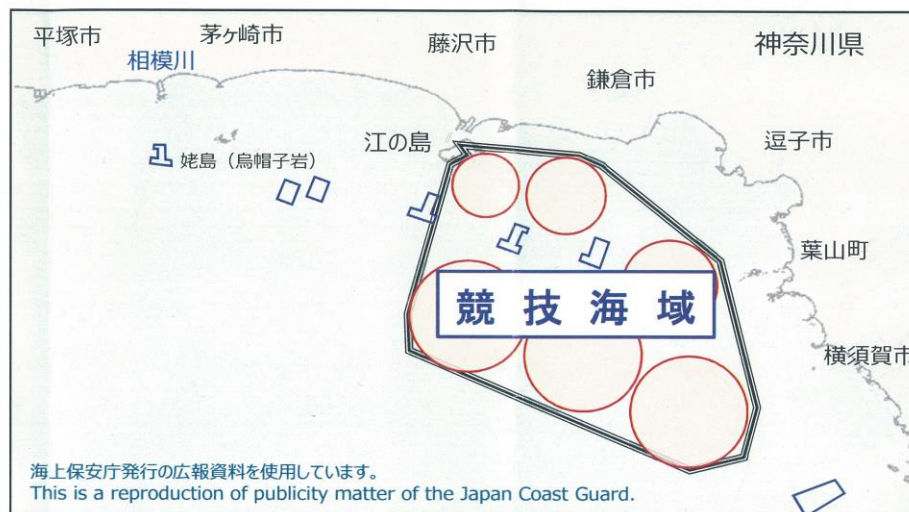 平塚市
茅ヶ崎市
藤沢市
神奈川県
相模川
鎌倉市
江の島
逗子市
姥島（烏帽子岩）
葉山町
競技海域
横須賀市
海上保安庁発行の広報資料を使用しています。
This is a reproduction of publicity matter of the Japan Coast Guard.